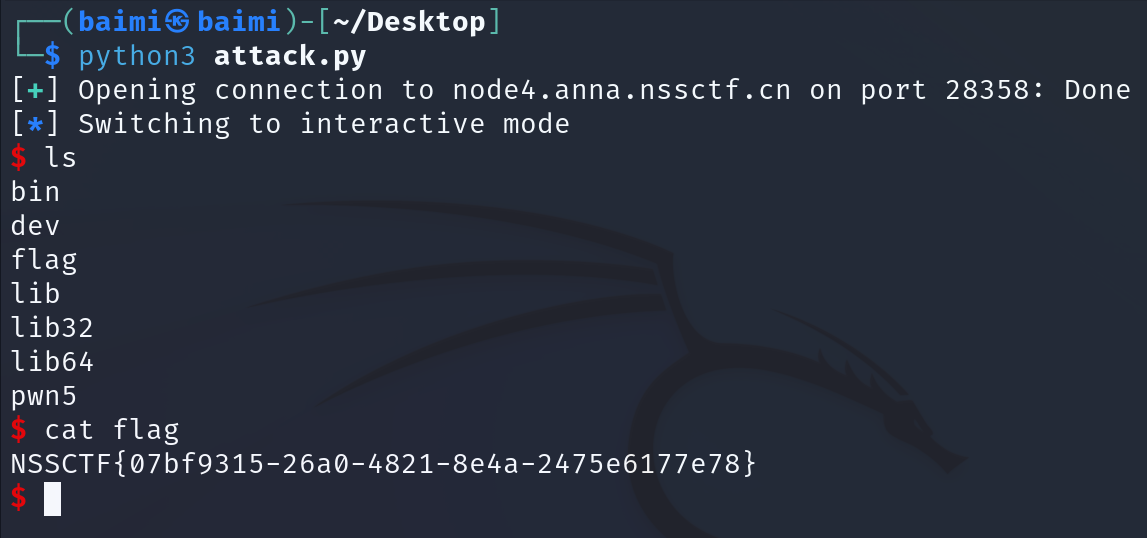 ┌──(baimi㉿baimi)-[~/Desktop]
└─$ python3 attack.py
[+] Opening connection to node4.anna.nssctf.cn on port 28358: Done
[*] Switching to interactive mode
$ ls
bin
dev
flag
lib
lib32
lib64
pwn5
$ cat flag
NSSCTF{07bf9315-26a0-4821-8e4a-2475e6177e78}
$